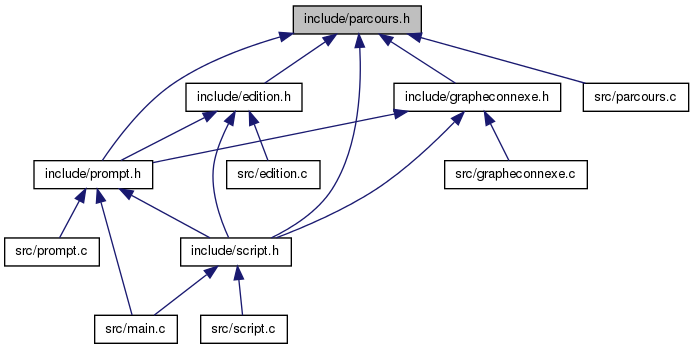 include/parcours.h
include/edition.h
include/grapheconnexe.h
src/parcours.c
include/prompt.h
src/edition.c
src/grapheconnexe.c
src/prompt.c
include/script.h
src/main.c
src/script.c